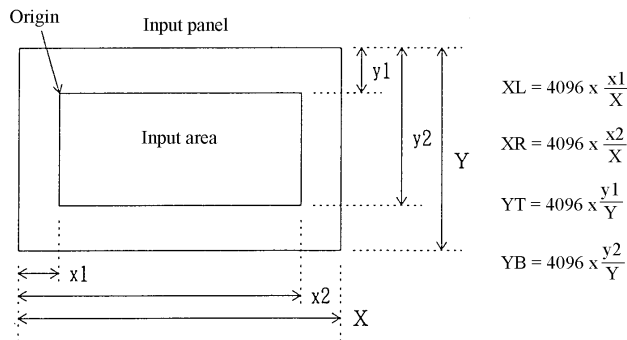 Origin
Input panel
Input area
y1
y2
Y
x1
x2
X
XL = 4096 x x1/X
XR = 4096 x x2/X
YT = 4096 x y1/Y
YB = 4096 x y2/Y